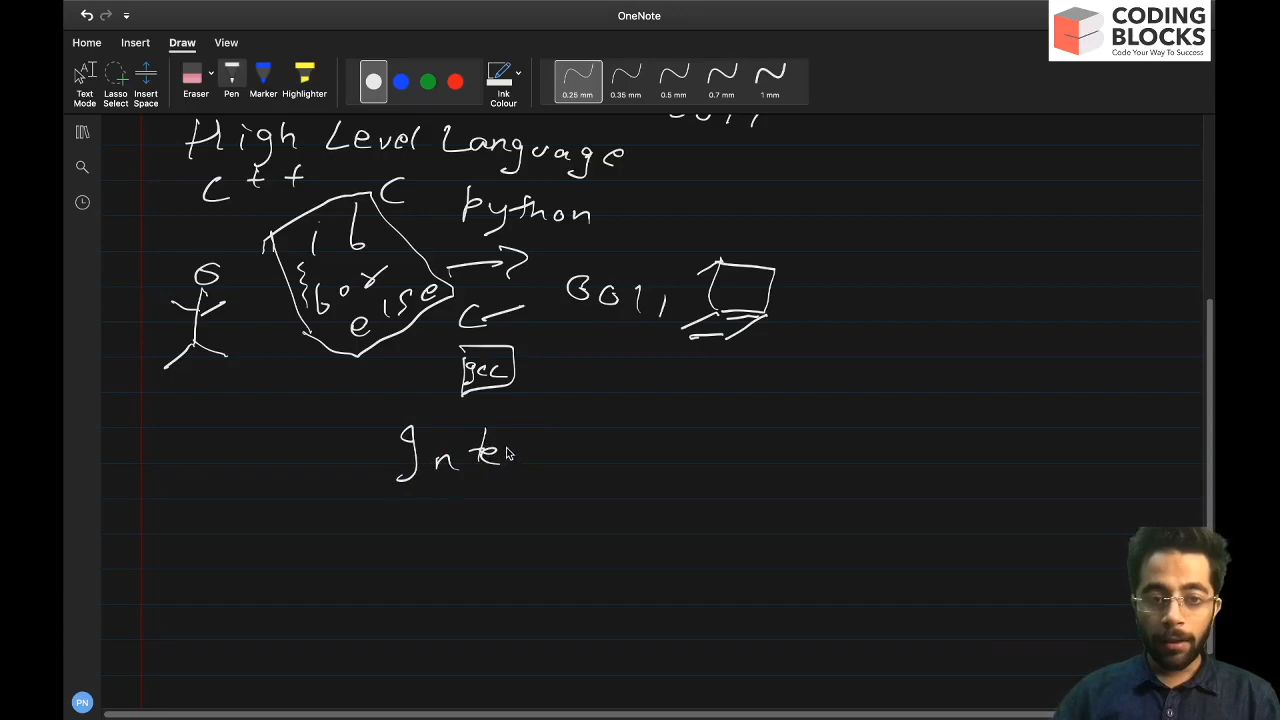 OneNote
CODING
BLOCKS
Code Your Way To Success
Home Insert Draw View
Text Mode
Lasso Select
Insert Space
Eraser
Pen
Marker
Highlighter
Ink Colour
0.25 mm
0.35 mm
0.5 mm
0.7 mm
1 mm
High Level Language
C++ C python
i b
{ for
else
0011
gcc
Inte
PN